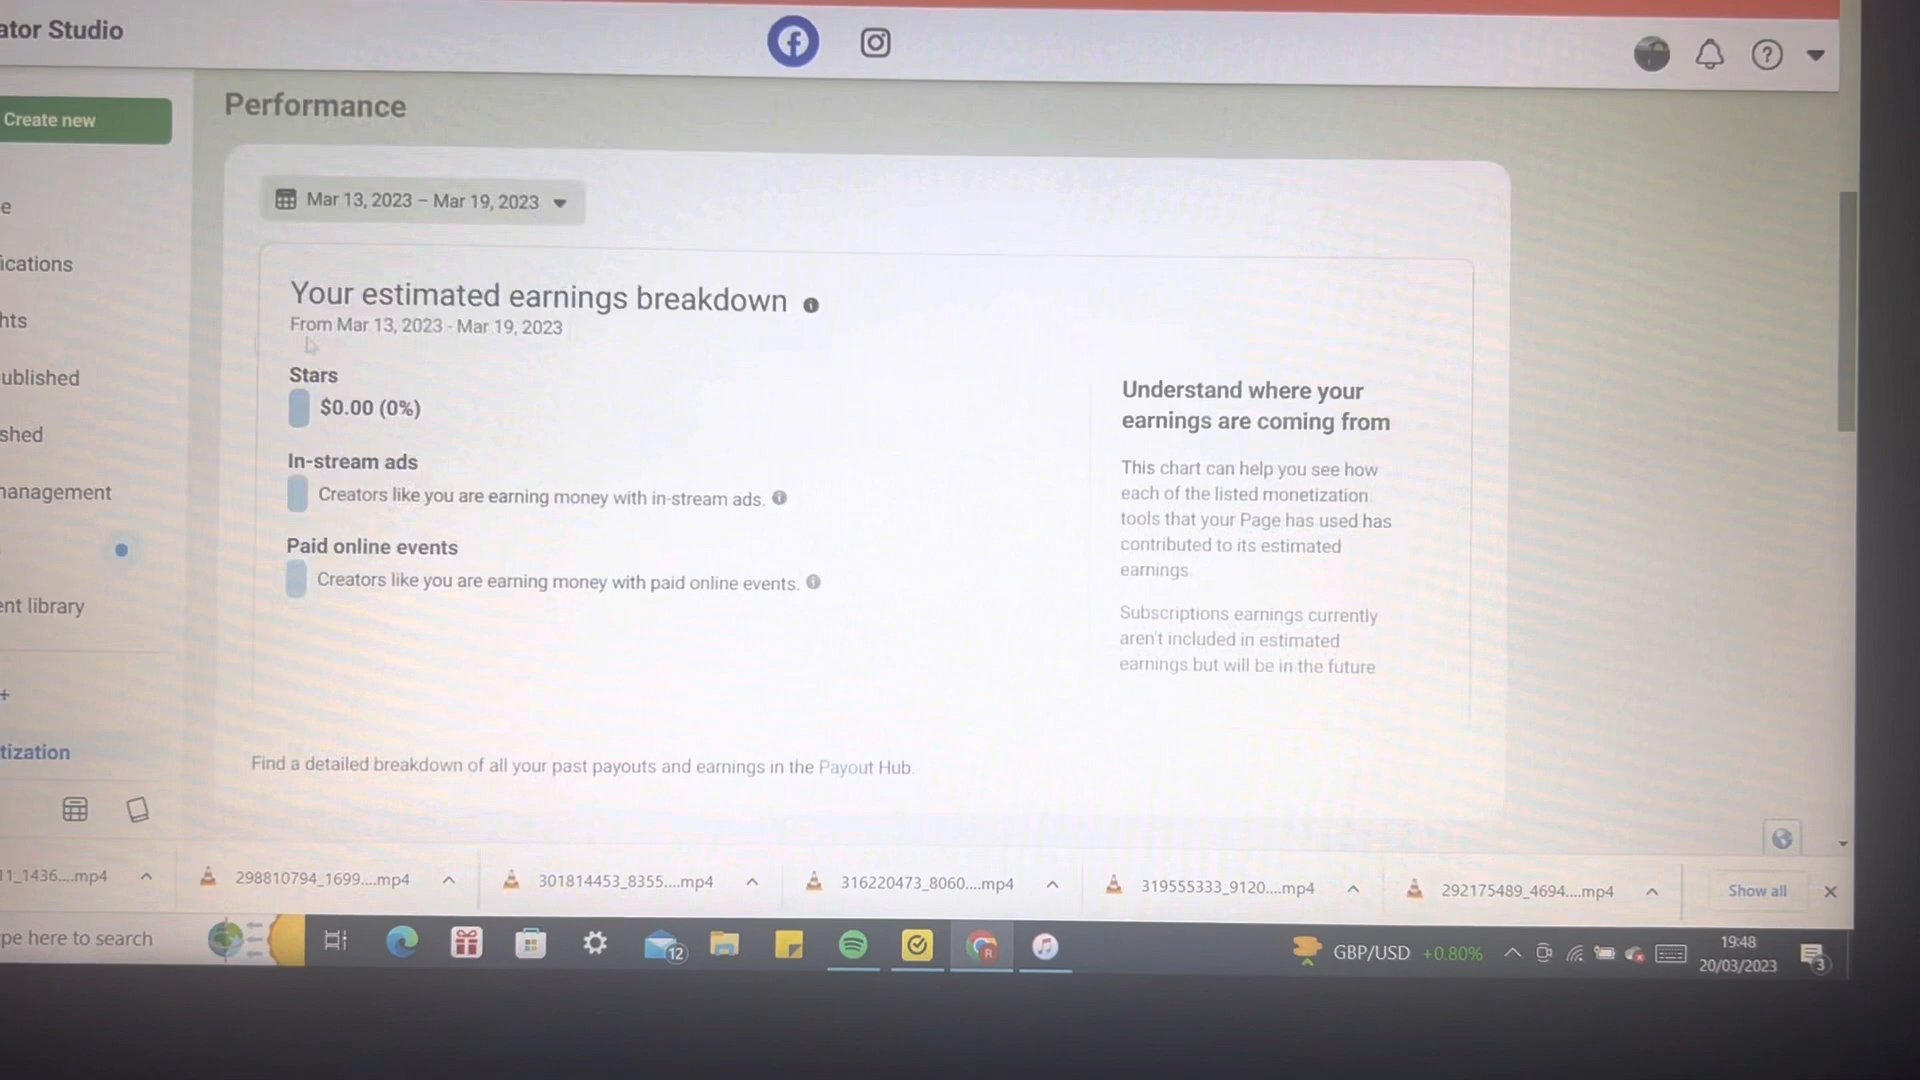 ator Studio
Create new
Performance
Mar 13, 2023 – Mar 19, 2023
e
ications
hts
ublished
shed
nanagement
ent library
+
tization
Your estimated earnings breakdown
From Mar 13, 2023 - Mar 19, 2023
Stars
$0.00 (0%)
In-stream ads
Creators like you are earning money with in-stream ads.
Paid online events
Creators like you are earning money with paid online events.
Understand where your
earnings are coming from
This chart can help you see how
each of the listed monetization
tools that your Page has used has
contributed to its estimated
earnings.
Subscriptions earnings currently
aren't included in estimated
earnings but will be in the future
Find a detailed breakdown of all your past payouts and earnings in the Payout Hub.
11_1436....mp4
298810794_1699....mp4
301814453_8355....mp4
316220473_8060....mp4
319555333_9120....mp4
292175489_4694....mp4
Show all
pe here to search
12
R
GBP/USD +0.80%
19:48
20/03/2023
3